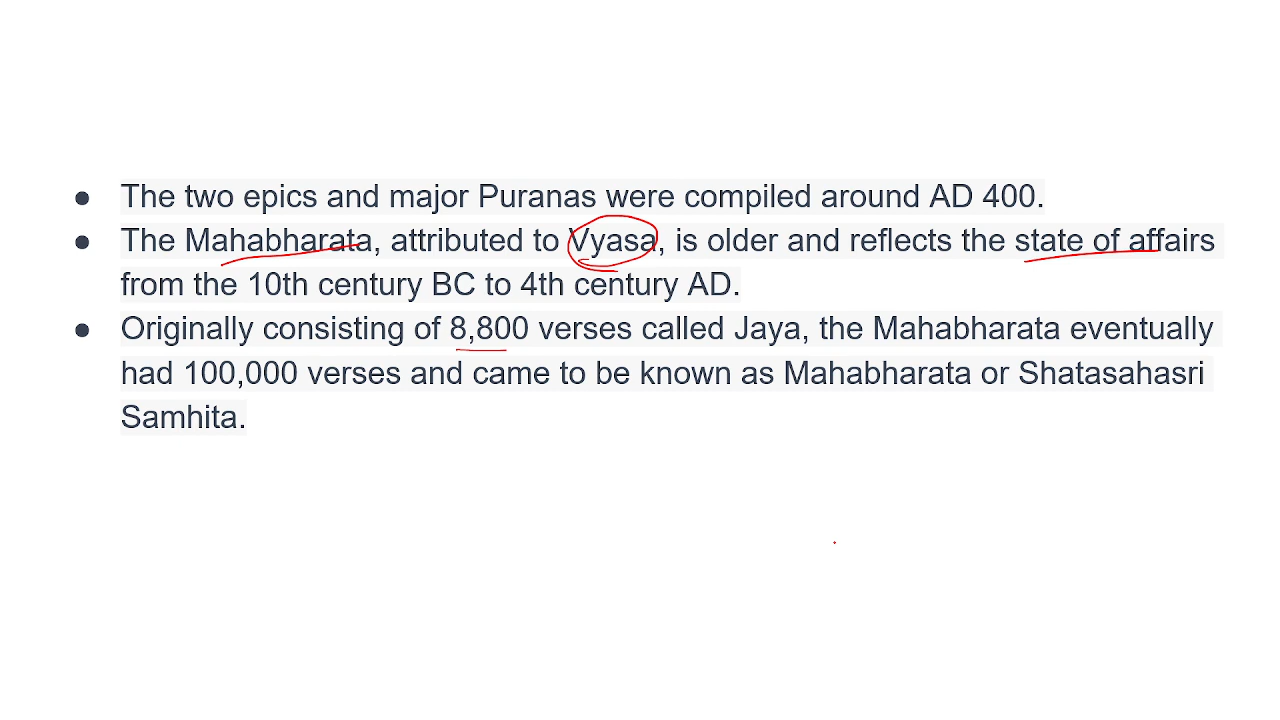 ● The two epics and major Puranas were compiled around AD 400.
● The Mahabharata, attributed to Vyasa, is older and reflects the state of affairs
from the 10th century BC to 4th century AD.
● Originally consisting of 8,800 verses called Jaya, the Mahabharata eventually
had 100,000 verses and came to be known as Mahabharata or Shatasahasri
Samhita.